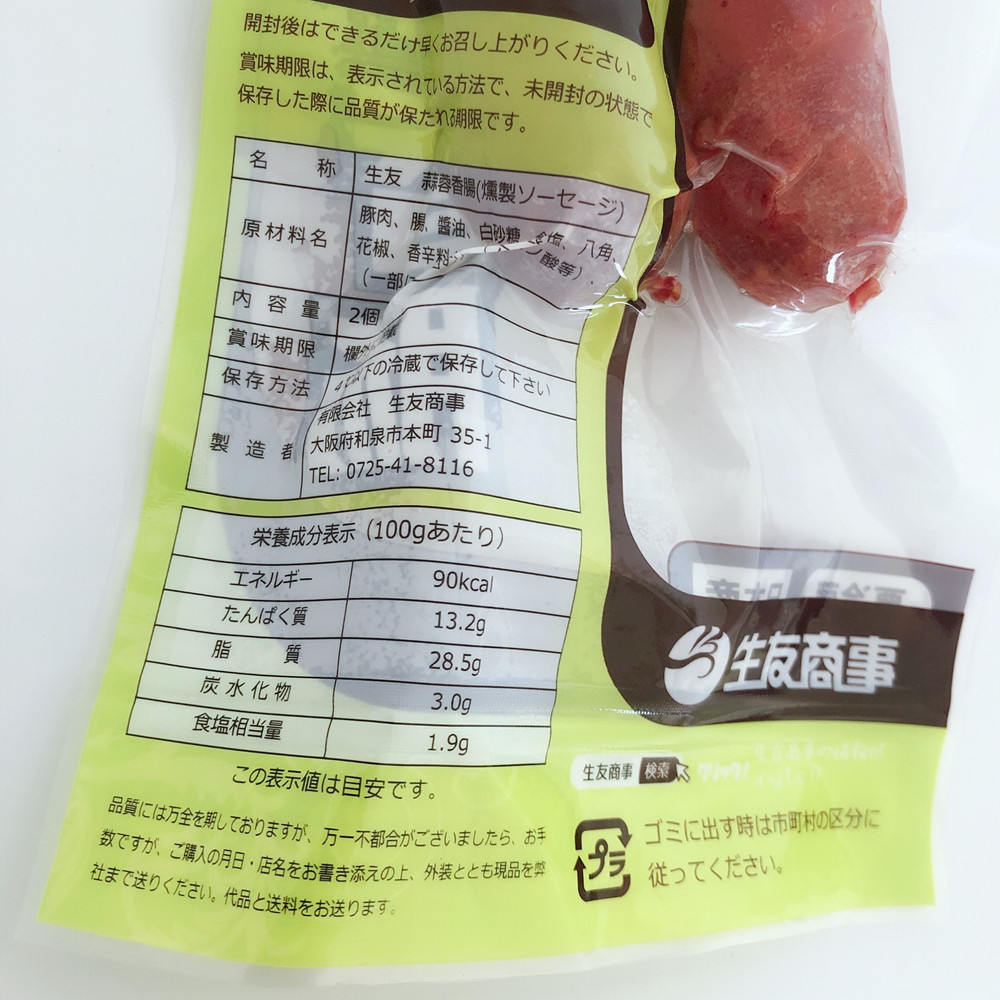 開封後はできるだけ早くお召し上がりください。
賞味期限は、表示されている方法で、未開封の状態で
保存した際に品質が保たれる期限です。
名 称 生友 蒜蓉香腸(燻製ソーセージ)
原材料名 豚肉、腸、醬油、白砂糖、食塩、八角、
花椒、香辛料 酸等)、
(一部に
内容量 2個
賞味期限 欄外
保存方法 4℃以下の冷蔵で保存して下さい
製造者 有限会社 生友商事
大阪府和泉市本町 35-1
TEL: 0725-41-8116
栄養成分表示 (100gあたり)
エネルギー 90kcal
たんぱく質 13.2g
脂 質 28.5g
炭水化物 3.0g
食塩相当量 1.9g
この表示値は目安です。
品質には万全を期しておりますが、万一不都合がございましたら、お手
数ですが、ご購入の月日・店名をお書き添えの上、外装ととも現品を弊
社まで送りください。代品と送料をお送ります。
生友商事
生友商事 検索 クリック!
プラ
ゴミに出す時は市町村の区分に
従ってください。